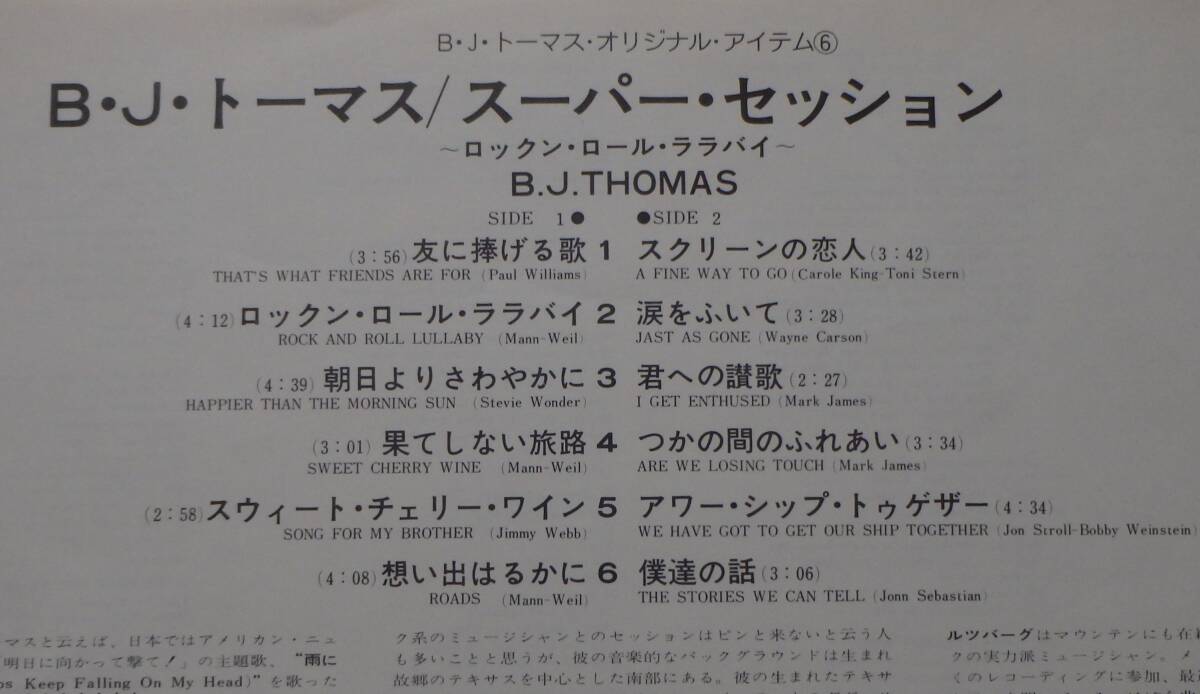 B・J・トーマス・オリジナル・アイテム⑥
B・J・トーマス/スーパー・セッション
～ロックン・ロール・ララバイ～
B.J.THOMAS
SIDE 1● ●SIDE 2
(3：56)友に捧げる歌 1 スクリーンの恋人(3：42)
THAT'S WHAT FRIENDS ARE FOR (Paul Williams) A FINE WAY TO GO(Carole King-Toni Stern)
(4：12)ロックン・ロール・ララバイ 2 涙をふいて(3：28)
ROCK AND ROLL LULLABY (Mann-Weil) JAST AS GONE (Wayne Carson)
(4：39)朝日よりさわやかに 3 君への讃歌(2：27)
HAPPIER THAN THE MORNING SUN (Stevie Wonder) I GET ENTHUSED (Mark James)
(3：01)果てしない旅路 4 つかの間のふれあい(3：34)
SWEET CHERRY WINE (Mann-Weil) ARE WE LOSING TOUCH (Mark James)
(2：58)スウィート・チェリー・ワイン 5 アワー・シップ・トゥゲザー(4：34)
SONG FOR MY BROTHER (Jimmy Webb) WE HAVE GOT TO GET OUR SHIP TOGETHER (Jon Stroll-Bobby Weinstein)
(4：08)想い出はるかに 6 僕達の話(3：06)
ROADS (Mann-Weil) THE STORIES WE CAN TELL (Jonn Sebastian)
マスと云えば、日本ではアメリカン・ニュ
「明日に向かって撃て!」の主題歌、“雨に
ps Keep Falling On My Head)”を歌った
ク系のミュージシャンとのセッションはピンと来ないと云う人
も多いことと思うが、彼の音楽的なバックグラウンドは生まれ
故郷のテキサスを中心とした南部にある。彼の生まれたテキサ
ルツバーグはマウンテンにも在
クの実力派ミュージシャン。メ
くのレコーディングに参加、最